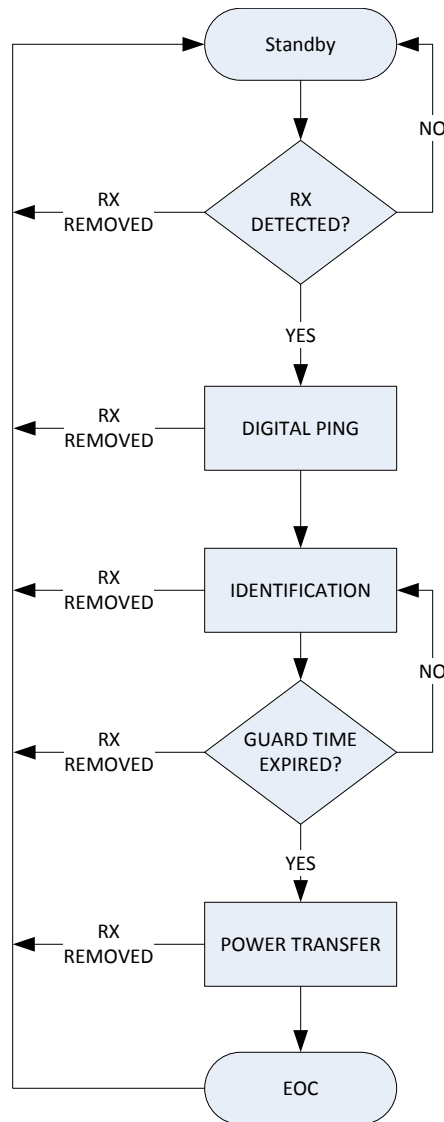 Standby
NO
RX
REMOVED
RX
DETECTED?
YES
RX
REMOVED
DIGITAL PING
RX
REMOVED
IDENTIFICATION
NO
RX
REMOVED
GUARD TIME
EXPIRED?
YES
RX
REMOVED
POWER TRANSFER
EOC